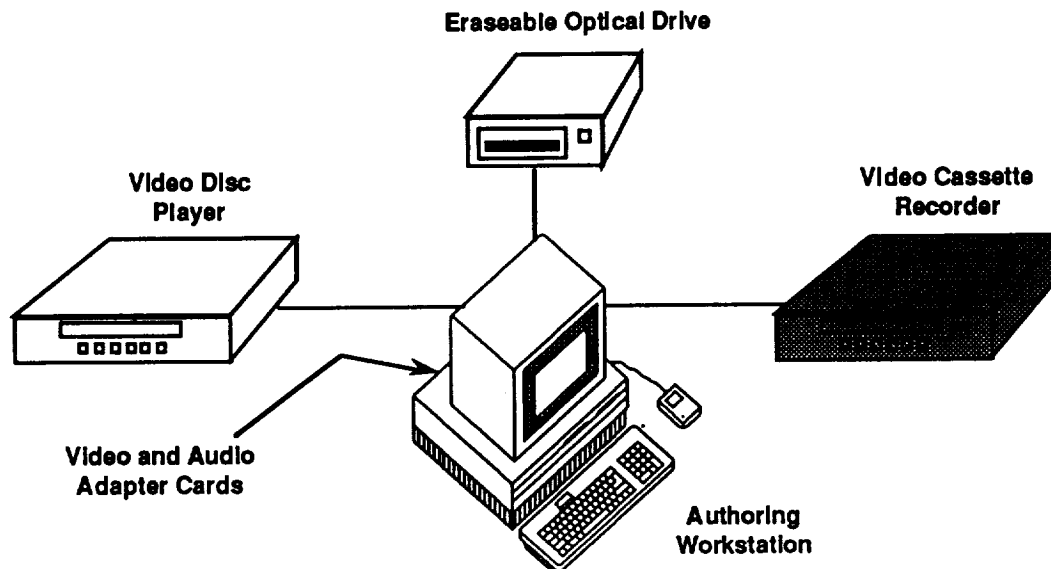 Eraseable Optical Drive
Video Disc
Player
Video Cassette
Recorder
Video and Audio
Adapter Cards
Authoring
Workstation